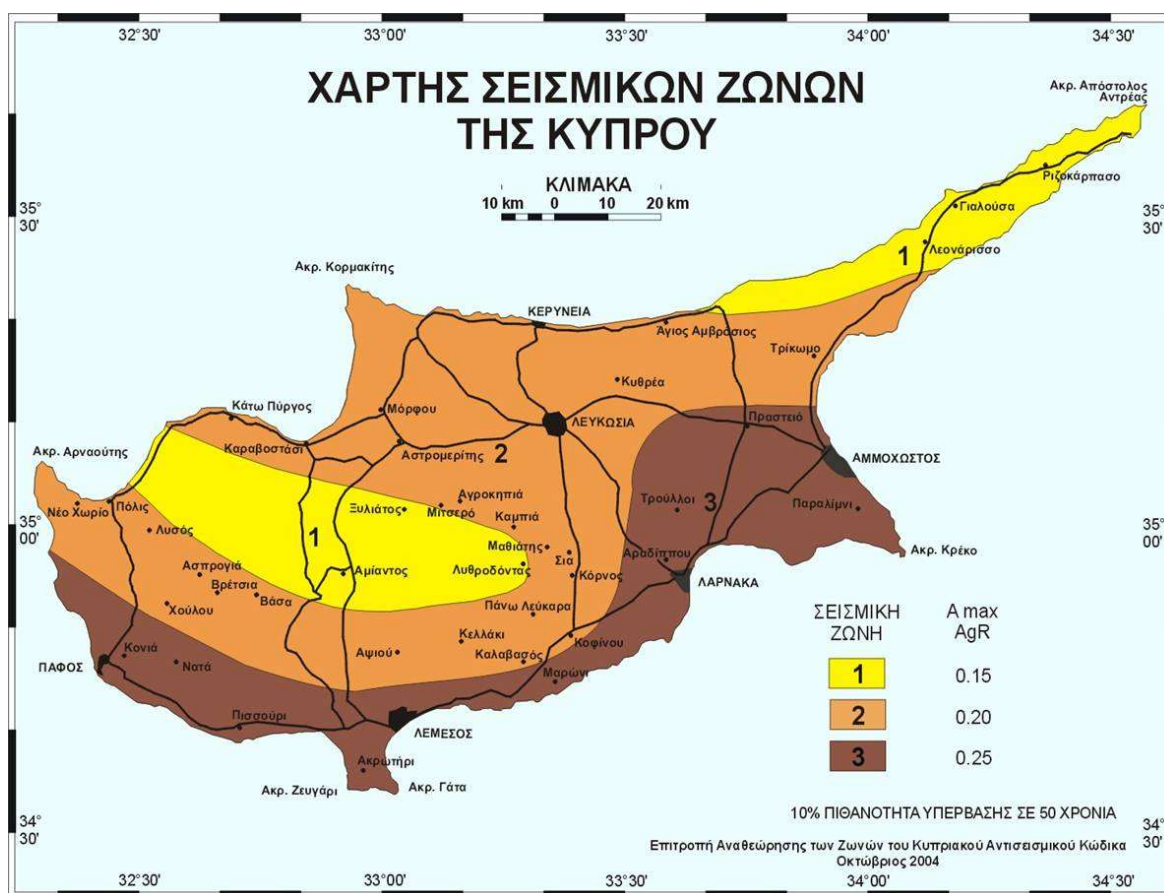 32°50'
33°00'
33°30'
34°00'
34°30'
ΧΑΡΤΗΣ ΣΕΙΣΜΙΚΩΝ ΖΩΝΩΝ
ΤΗΣ ΚΥΠΡΟΥ
Ακρ. Απόστολος
Αντρέας
ΚΛΙΜΑΚΑ
10 km 0 10 20 km
Ριζοκάρπασο
35°
30'
35°
30'
Γιαλούσα
Λεονάρισσο
1
Ακρ. Κορμακίτης
ΚΕΡΥΝΕΙΑ
Άγιος Αμβρόσιος
Τρίκωμο
Κυθρέα
Κάτω Πύργος
Μόρφου
ΛΕΥΚΩΣΙΑ
Πραστειό
Καραβοστάσι
Αστρομερίτης
2
Ακρ. Αρναούτης
ΑΜΜΟΧΩΣΤΟΣ
Αγροκηπιά
Τρούλλοι
3
Παραλίμνι
Νέο Χωρίο
Πόλις
Ξυλιάτος
Μιτσερό
Καμπιά
35°
00'
35°
00'
Λυσός
1
Μαθιάτης
Σια
Αραδίππου
Ακρ. Κρέκο
Ασπρογιά
Αμίαντος
Λυθροδόντας
Κόρνος
ΛΑΡΝΑΚΑ
Βρέτσια
Βάσα
Χούλου
Πάνω Λεύκαρα
ΣΕΙΣΜΙΚΗ A max
ΖΩΝΗ AgR
Κελλάκι
Κοφίνου
Κονιά
Αψιού
Καλαβασός
ΠΑΦΟΣ
Νατά
Μαρώνι
1 0.15
Πισσούρι
2 0.20
ΛΕΜΕΣΟΣ
3 0.25
Ακρωτήρι
Ακρ. Ζευγάρι
Ακρ. Γάτα
10% ΠΙΘΑΝΟΤΗΤΑ ΥΠΕΡΒΑΣΗΣ ΣΕ 50 ΧΡΟΝΙΑ
34°
30'
34°
30'
Επιτροπή Αναθεώρησης των Ζωνών του Κυπριακού Αντισεισμικού Κώδικα
Οκτώβριος 2004
32°50'
33°00'
33°30'
34°00'
34°30'